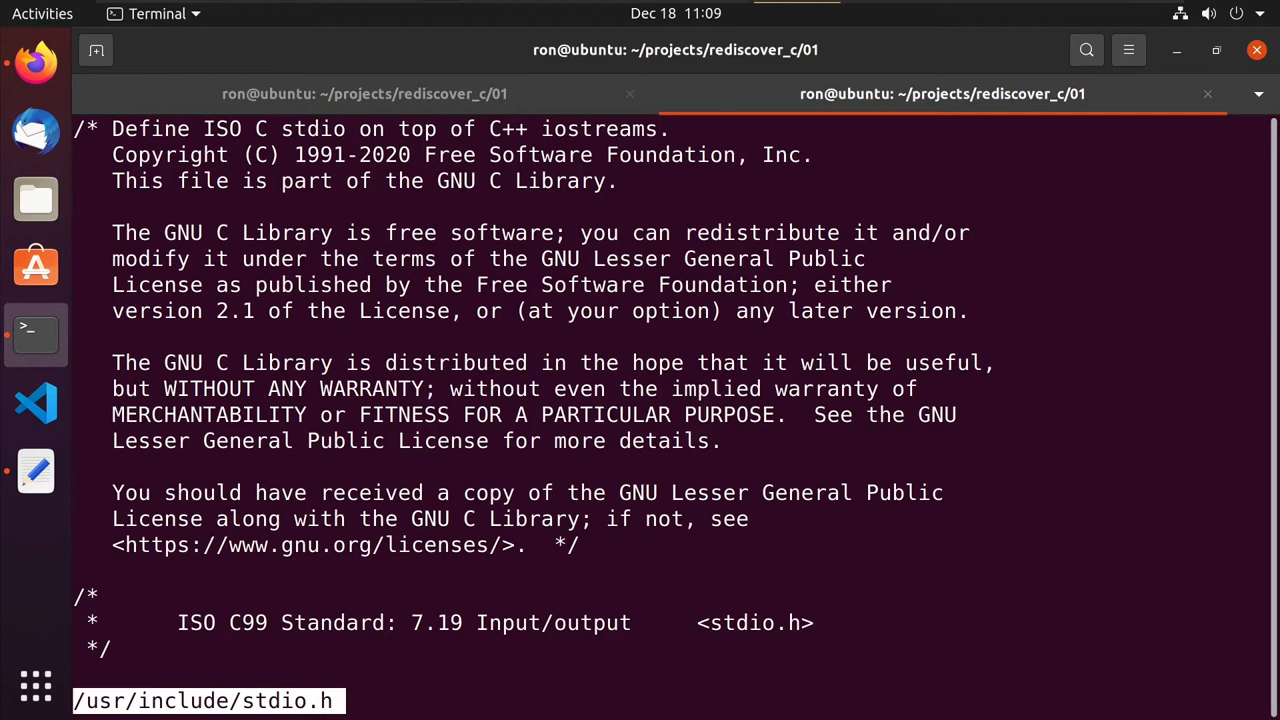 Activities Terminal Dec 18 11:09
ron@ubuntu: ~/projects/rediscover_c/01
ron@ubuntu: ~/projects/rediscover_c/01 ron@ubuntu: ~/projects/rediscover_c/01
/* Define ISO C stdio on top of C++ iostreams.
Copyright (C) 1991-2020 Free Software Foundation, Inc.
This file is part of the GNU C Library.
The GNU C Library is free software; you can redistribute it and/or
modify it under the terms of the GNU Lesser General Public
License as published by the Free Software Foundation; either
version 2.1 of the License, or (at your option) any later version.
The GNU C Library is distributed in the hope that it will be useful,
but WITHOUT ANY WARRANTY; without even the implied warranty of
MERCHANTABILITY or FITNESS FOR A PARTICULAR PURPOSE.  See the GNU
Lesser General Public License for more details.
You should have received a copy of the GNU Lesser General Public
License along with the GNU C Library; if not, see
<https://www.gnu.org/licenses/>.  */
/*
*      ISO C99 Standard: 7.19 Input/output     <stdio.h>
*/
/usr/include/stdio.h